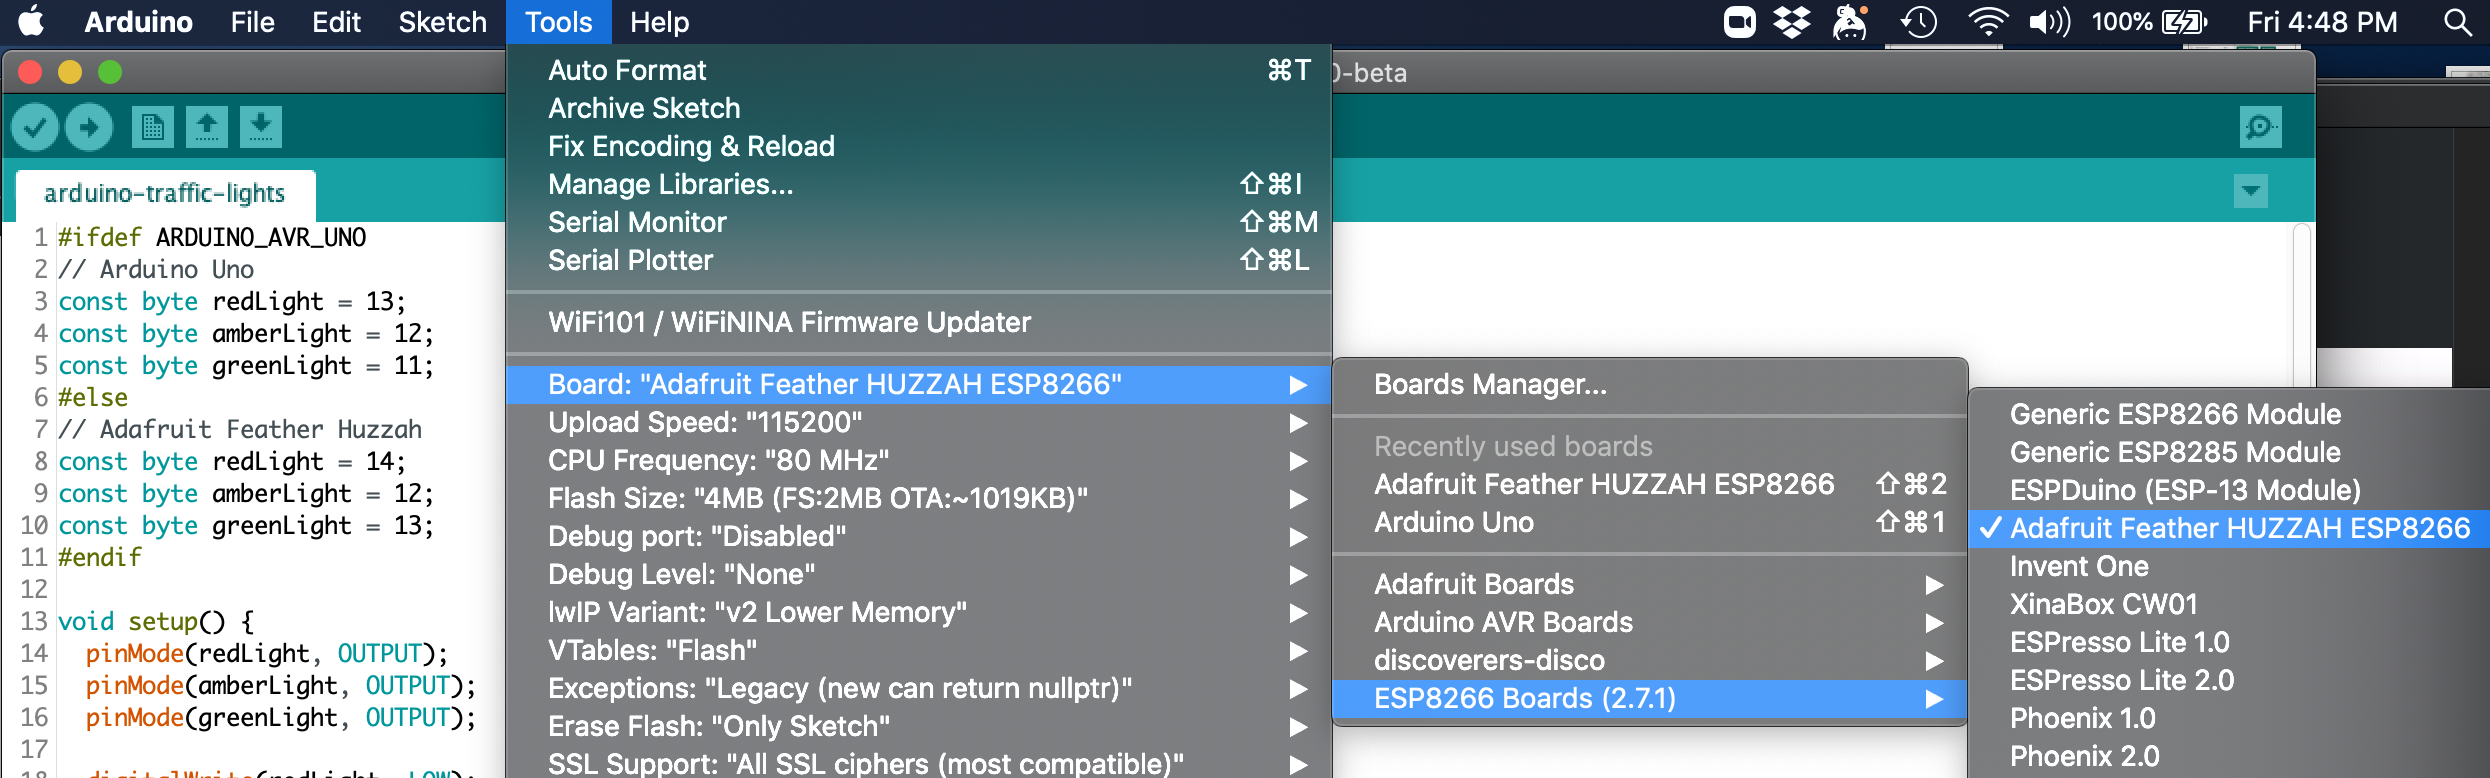 Arduino File Edit Sketch Tools Help 100% Fri 4:48 PM
0-beta
arduino-traffic-lights
1 #ifdef ARDUINO_AVR_UNO
2 // Arduino Uno
3 const byte redLight = 13;
4 const byte amberLight = 12;
5 const byte greenLight = 11;
6 #else
7 // Adafruit Feather Huzzah
8 const byte redLight = 14;
9 const byte amberLight = 12;
10 const byte greenLight = 13;
11 #endif
12
13 void setup() {
14 pinMode(redLight, OUTPUT);
15 pinMode(amberLight, OUTPUT);
16 pinMode(greenLight, OUTPUT);
17
18 digitalWrite(redLight, LOW);
Auto Format ⌘T
Archive Sketch
Fix Encoding & Reload
Manage Libraries... ⇧⌘I
Serial Monitor ⇧⌘M
Serial Plotter ⇧⌘L
WiFi101 / WiFiNINA Firmware Updater
Board: "Adafruit Feather HUZZAH ESP8266" ▶
Upload Speed: "115200" ▶
CPU Frequency: "80 MHz" ▶
Flash Size: "4MB (FS:2MB OTA:~1019KB)" ▶
Debug port: "Disabled" ▶
Debug Level: "None" ▶
lwIP Variant: "v2 Lower Memory" ▶
VTables: "Flash" ▶
Exceptions: "Legacy (new can return nullptr)" ▶
Erase Flash: "Only Sketch" ▶
SSL Support: "All SSL ciphers (most compatible)" ▶
Boards Manager...
Recently used boards
Adafruit Feather HUZZAH ESP8266 ⇧⌘2
Arduino Uno ⇧⌘1
Adafruit Boards ▶
Arduino AVR Boards ▶
discoverers-disco ▶
ESP8266 Boards (2.7.1) ▶
Generic ESP8266 Module
Generic ESP8285 Module
ESPDuino (ESP-13 Module)
✓ Adafruit Feather HUZZAH ESP8266
Invent One
XinaBox CW01
ESPresso Lite 1.0
ESPresso Lite 2.0
Phoenix 1.0
Phoenix 2.0